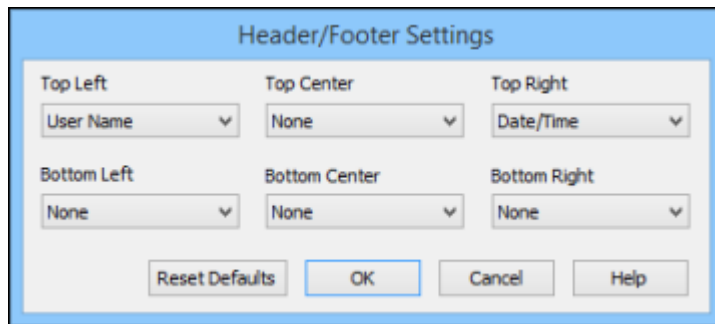 Header/Footer Settings
Top Left Top Center Top Right
User Name None Date/Time
Bottom Left Bottom Center Bottom Right
None None None
Reset Defaults OK Cancel Help